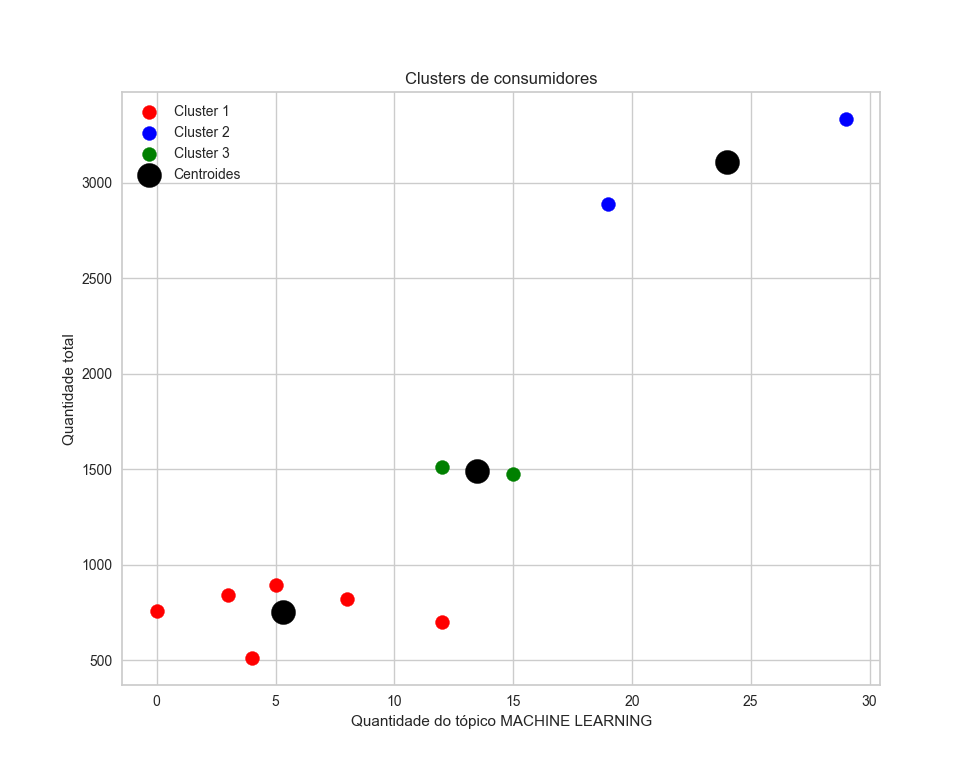 Clusters de consumidores
Cluster 1
Cluster 2
Cluster 3
Centroides
3000
2500
2000
1500
1000
500
Quantidade total
0
5
10
15
20
25
30
Quantidade do tópico MACHINE LEARNING